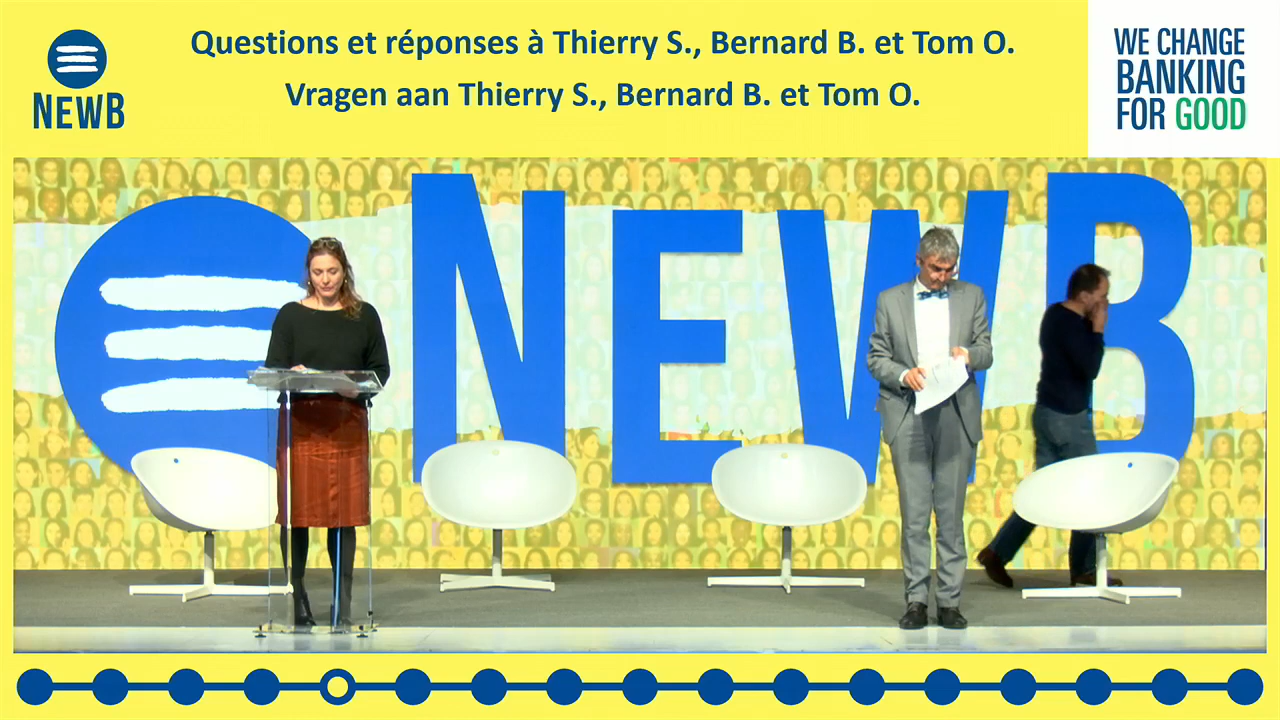 Questions et réponses à Thierry S., Bernard B. et Tom O.
Vragen aan Thierry S., Bernard B. et Tom O.
NEWB
WE CHANGE
BANKING
FOR GOOD
NEWB